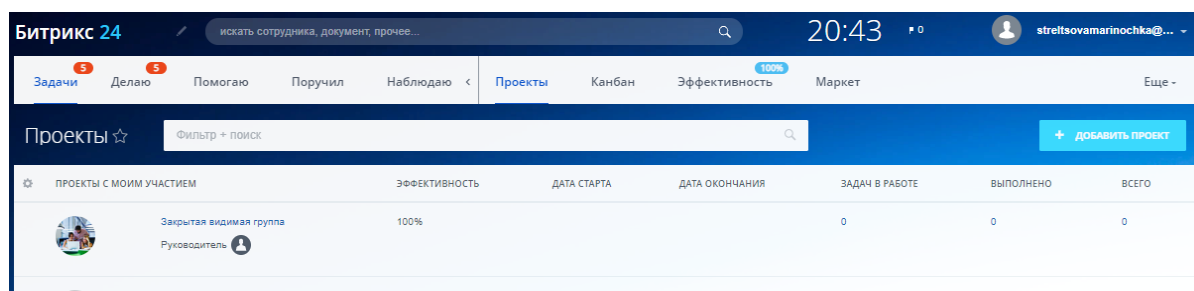 Битрикс 24 искать сотрудника, документ, прочее... 20:43 0 streltsovamarinochka@...
Задачи 5 Делаю 5 Помогаю Поручил Наблюдаю < Проекты Канбан Эффективность 100% Маркет Еще
Проекты Фильтр + поиск + ДОБАВИТЬ ПРОЕКТ
ПРОЕКТЫ С МОИМ УЧАСТИЕМ ЭФФЕКТИВНОСТЬ ДАТА СТАРТА ДАТА ОКОНЧАНИЯ ЗАДАЧ В РАБОТЕ ВЫПОЛНЕНО ВСЕГО
Закрытая видимая группа 100% 0 0 0
Руководитель